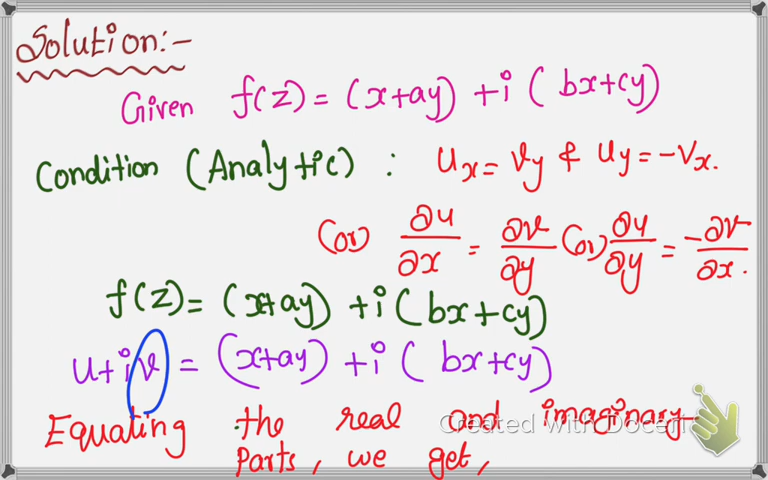 Solution:-
Given f(z) = (x+ay) + i (bx+cy)
Condition (Analytic) : ux = vy & uy = -vx.
(or) ∂u/∂x = ∂v/∂y (or) ∂u/∂y = -∂v/∂x.
f(z) = (x+ay) + i (bx+cy)
u+iv = (x+ay) + i (bx+cy)
Equating the real and imaginary
Parts, we get,
Created with Doceri